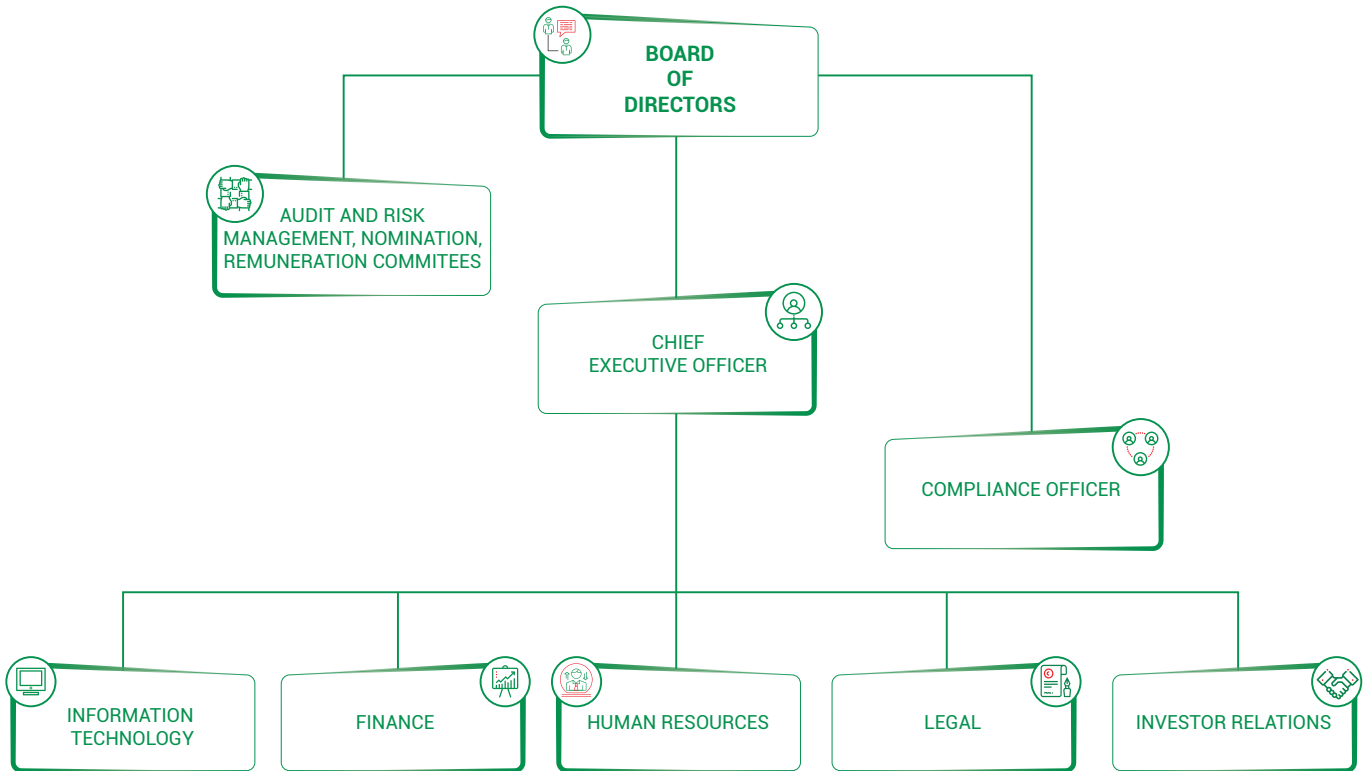 BOARD
OF
DIRECTORS
AUDIT AND RISK
MANAGEMENT, NOMINATION,
REMUNERATION COMMITEES
CHIEF
EXECUTIVE OFFICER
COMPLIANCE OFFICER
INFORMATION
TECHNOLOGY
FINANCE
HUMAN RESOURCES
LEGAL
INVESTOR RELATIONS